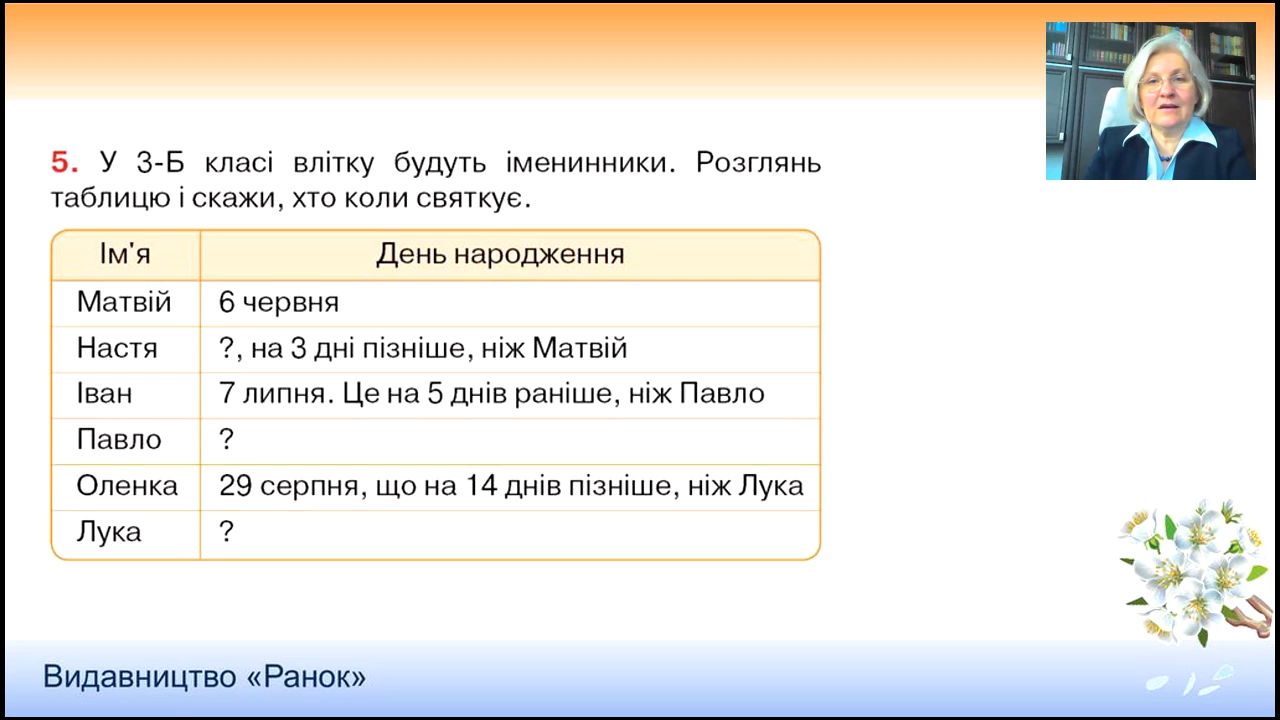 5. У 3-Б класі влітку будуть іменинники. Розглянь
таблицю і скажи, хто коли святкує.
Ім'я День народження
Матвій 6 червня
Настя ?, на 3 дні пізніше, ніж Матвій
Іван 7 липня. Це на 5 днів раніше, ніж Павло
Павло ?
Оленка 29 серпня, що на 14 днів пізніше, ніж Лука
Лука ?
Видавництво «Ранок»